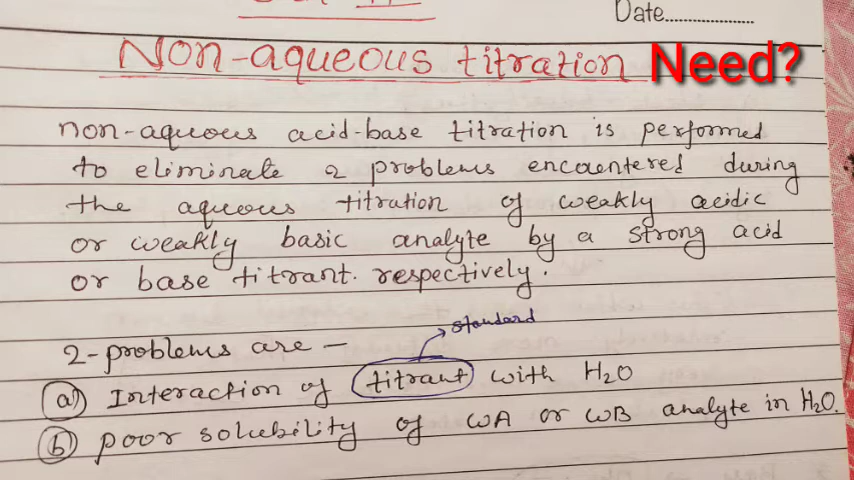 Date....................
Non-aqueous titration Need?
non-aquous acid-base titration is performed
to eliminate 2 problems encaentered during
the aqueous titration of weakly acidic
or weakly basic analyte by a strong acid
or base titrant. respectively.
standard
2-problems are —
(a) Interaction of titrant with H₂O
(b) poor solubility of WA or WB analyte in H₂O.